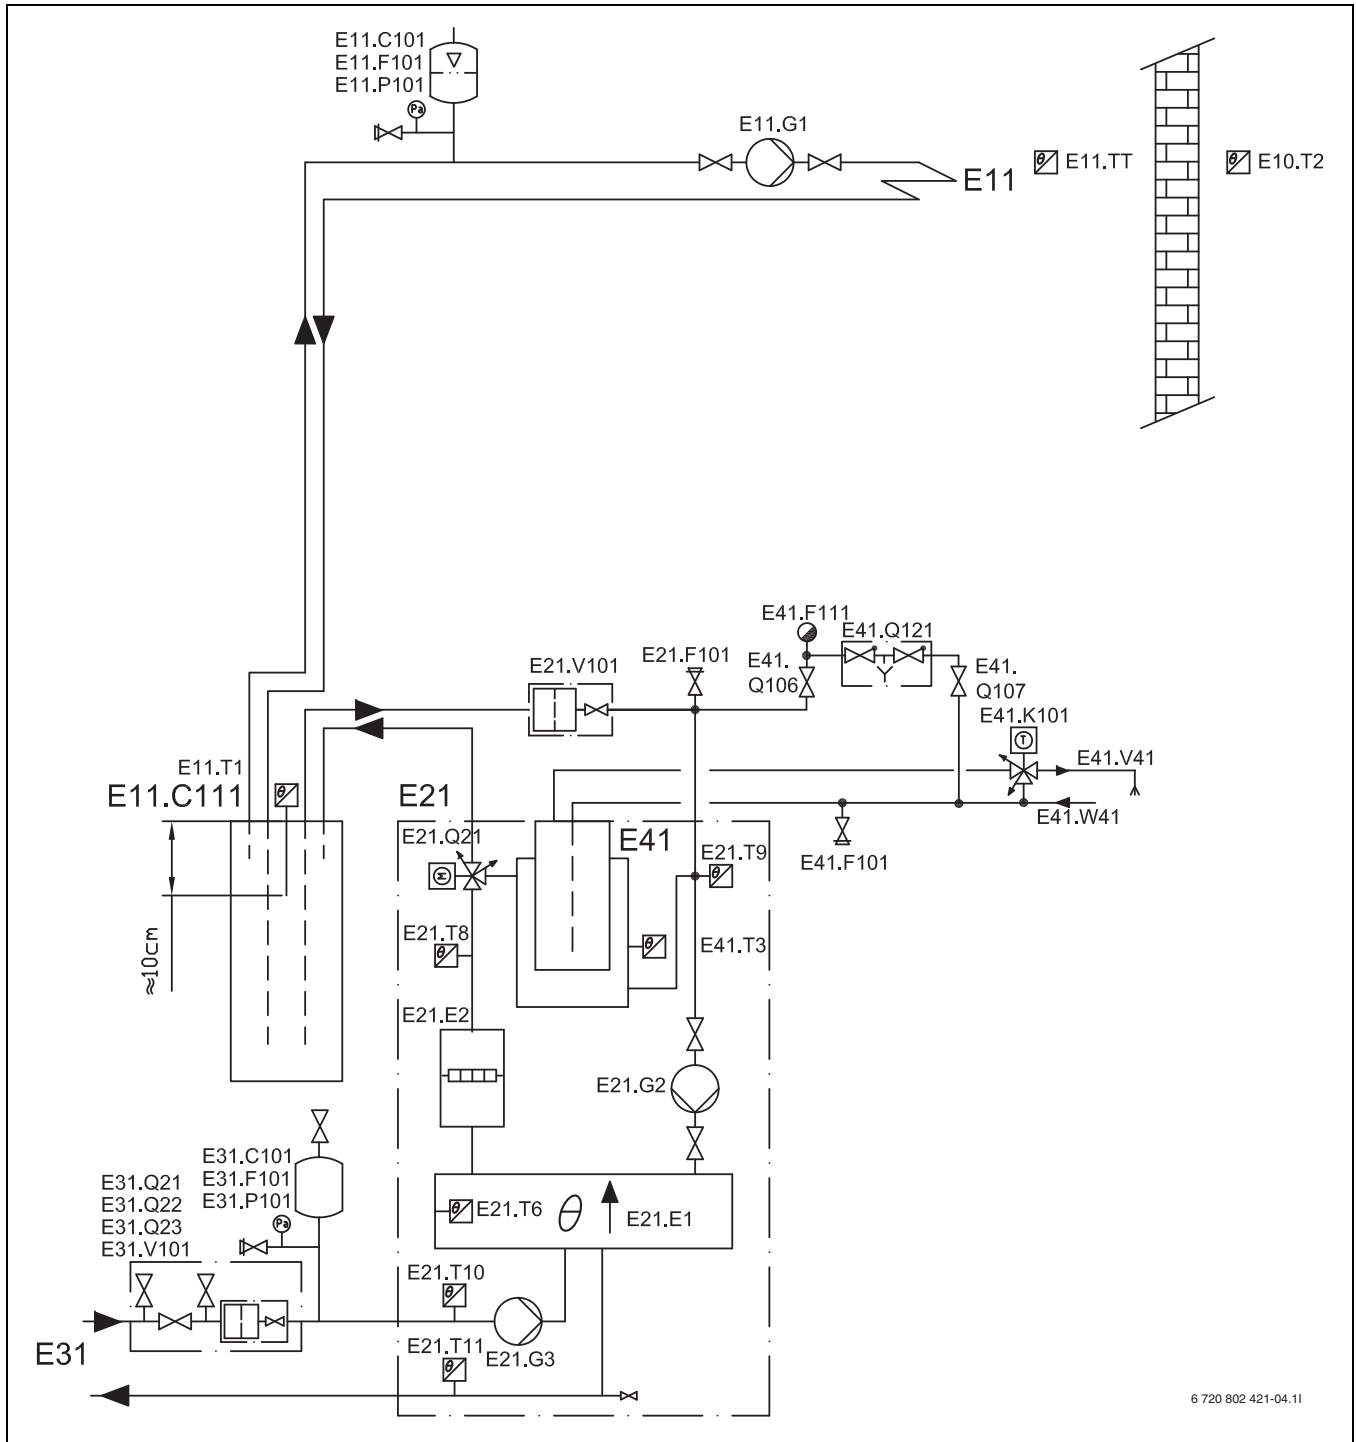 E11.C101
E11.F101
E11.P101
Pa
E11.G1
E11
θ E11.TT
θ E10.T2
E41.F111
E41.Q121
E21.F101
E21.V101
E41.
Q106
E41.
Q107
E41.K101
T
E41.V41
E41.W41
E41.F101
E11.T1
E11.C111
θ
E21
E21.Q21
M
E41
E21.T9
θ
E21.T8
θ
θ
E41.T3
≈10cm
E21.E2
E21.G2
E31.C101
E31.F101
E31.P101
Pa
E31.Q21
E31.Q22
E31.Q23
E31.V101
θ E21.T6
θ
E21.E1
E21.T10
θ
E21.T11
θ
E21.G3
E31
6 720 802 421-04.1I